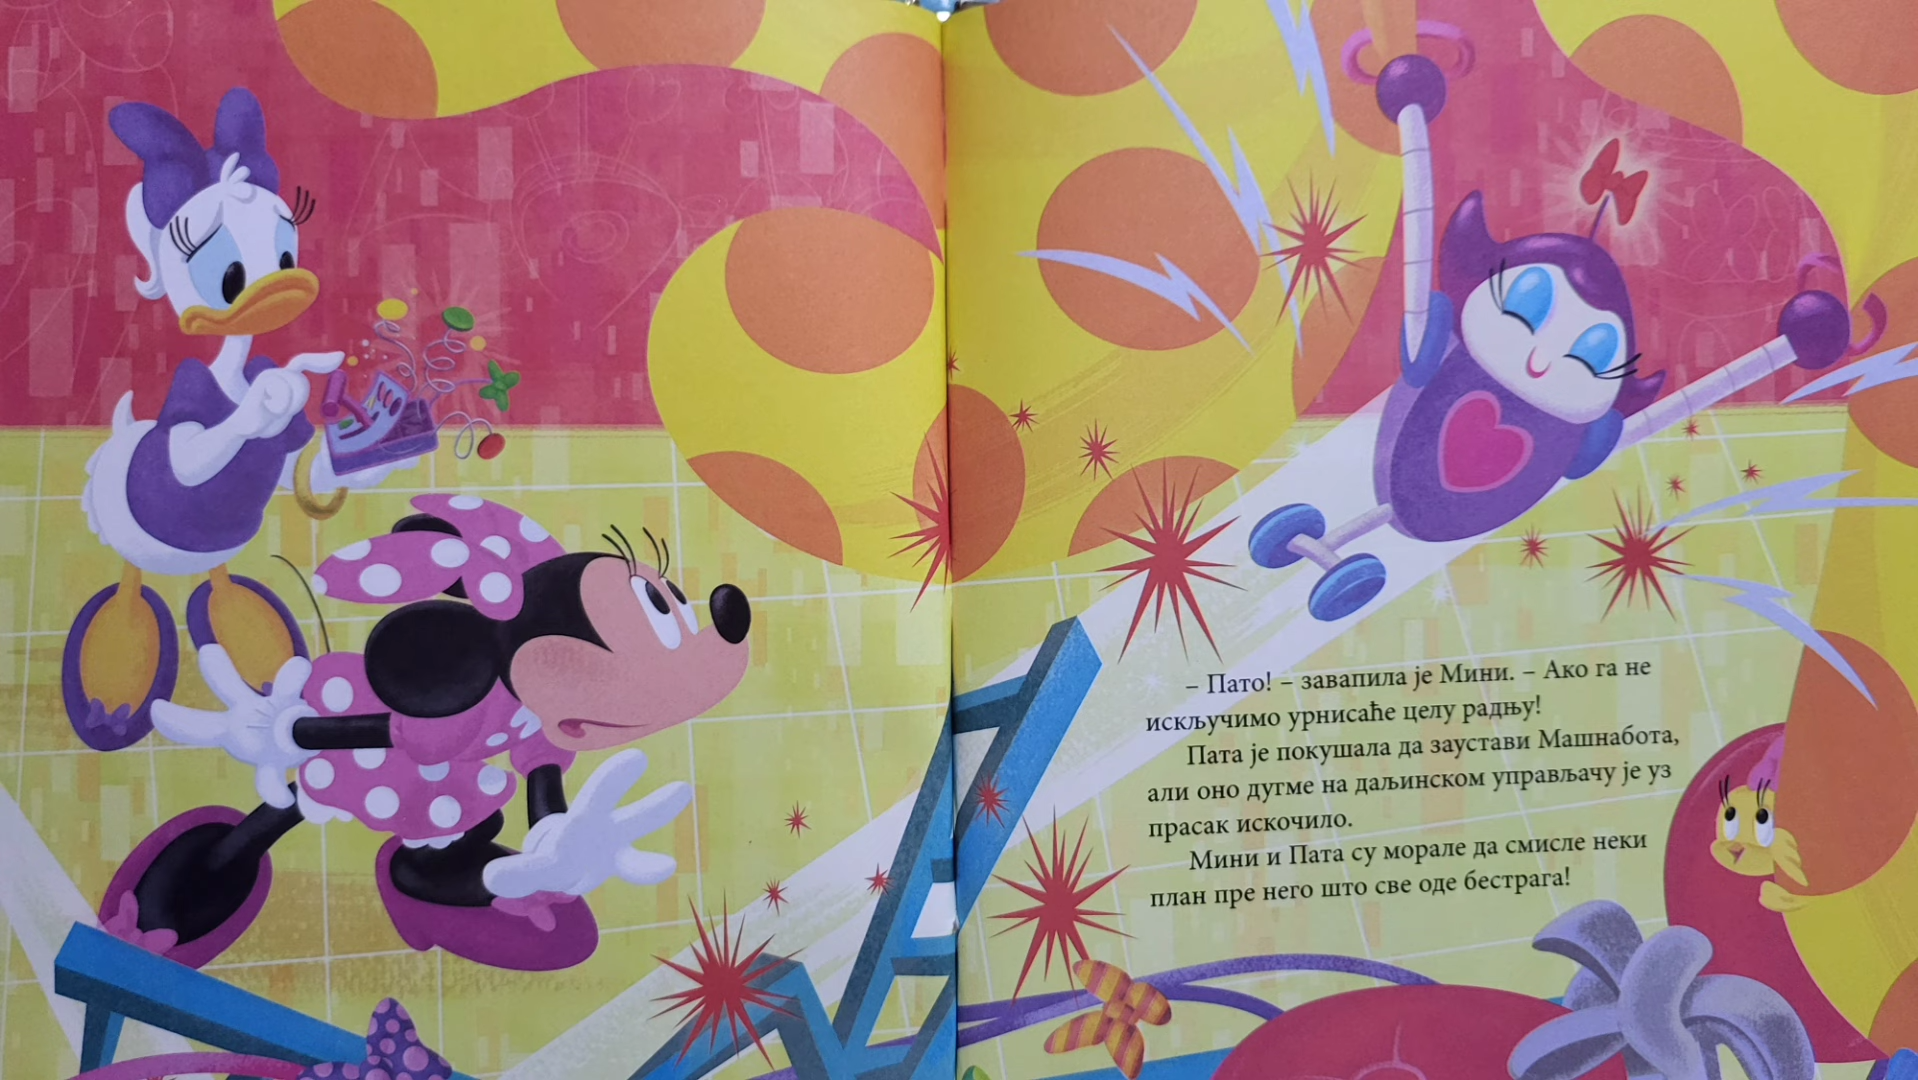 – Пато! – завапила је Мини. – Ако га не
искључимо урнисаће целу радњу!
Пата је покушала да заустави Машнабота,
али оно дугме на даљинском управљачу је уз
прасак искочило.
Мини и Пата су морале да смисле неки
план пре него што све оде бестрага!